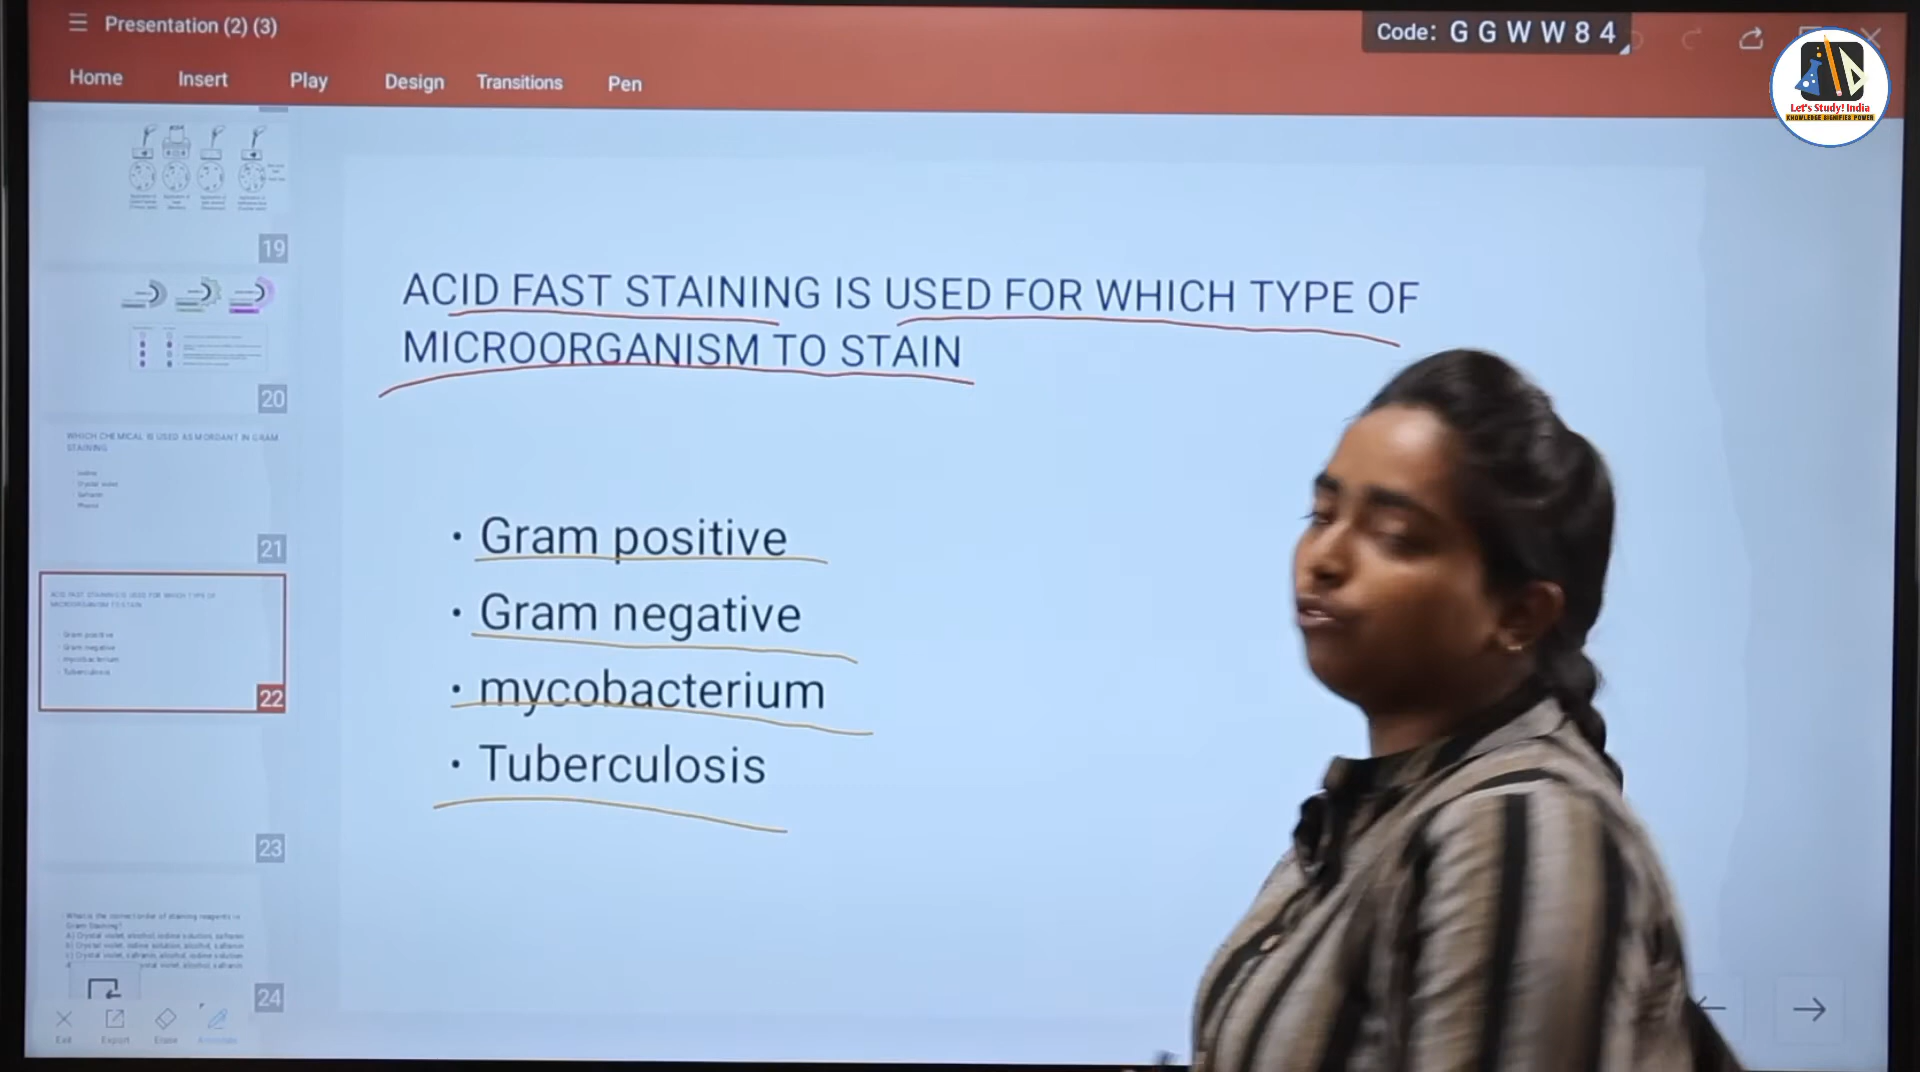 Presentation (2) (3)
Code: G G W W 8 4
Home Insert Play Design Transitions Pen
Let's Study! India
KNOWLEDGE SIGNIFIES POWER
19
20
WHICH CHEMICAL IS USED AS MORDANT IN GRAM
STAINING
Iodine
Crystal violet
Safranin
21
ACID FAST STAINING IS USED FOR WHICH TYPE OF
MICROORGANISM TO STAIN
Gram positive
Gram negative
mycobacterium
Tuberculosis
22
23
What is the correct order of staining reagents in
Gram Staining?
a) Crystal violet, alcohol, iodine solution, safranin
b) Crystal violet, iodine solution, alcohol, safranin
c) Crystal violet, safranin, alcohol, iodine solution
violet, alcohol, safranin
24
Exit Export Erase Annotate
ACID FAST STAINING IS USED FOR WHICH TYPE OF
MICROORGANISM TO STAIN
• Gram positive
• Gram negative
• mycobacterium
• Tuberculosis